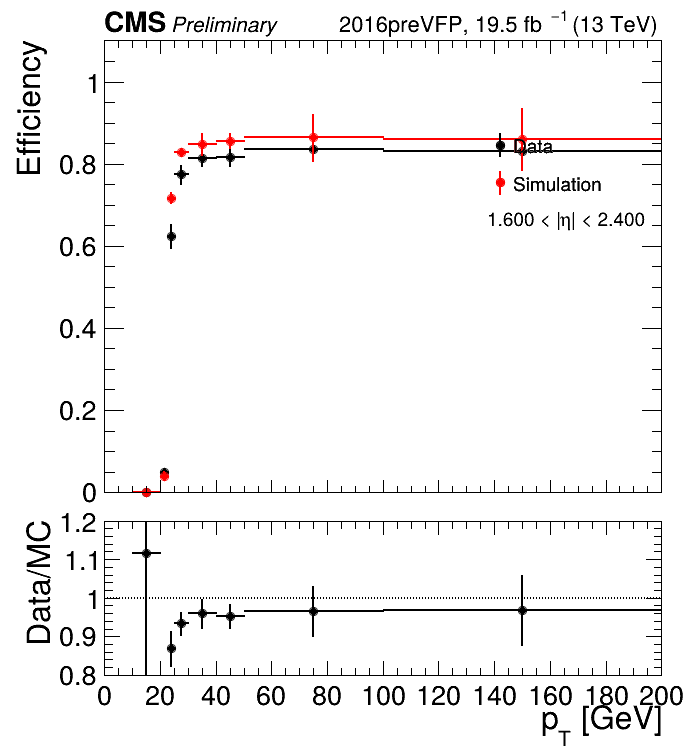 CMS Preliminary 2016preVFP, 19.5 fb⁻¹ (13 TeV)
Efficiency
1
0.8
0.6
0.4
0.2
0
Data
Simulation
1.600 < |η| < 2.400
Data/MC
1.2
1.1
1
0.9
0.8
0 20 40 60 80 100 120 140 160 180 200
p_T [GeV]